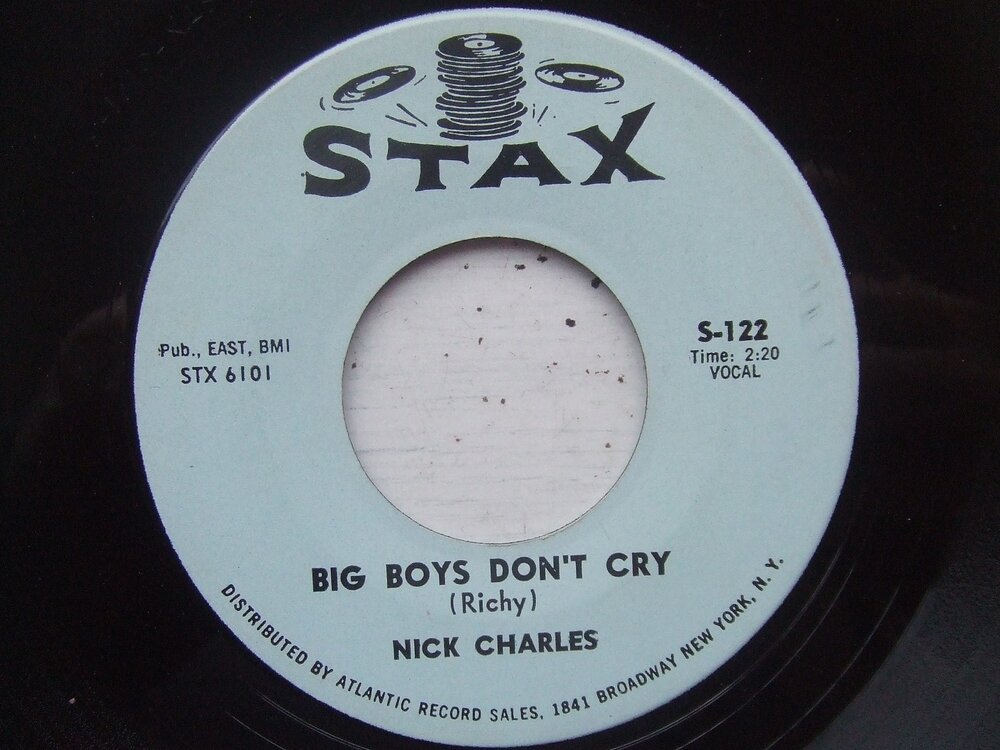 STAX
Pub., EAST, BMI
STX 6101
S-122
Time: 2:20
VOCAL
BIG BOYS DON'T CRY
(Richy)
NICK CHARLES
DISTRIBUTED BY ATLANTIC RECORD SALES, 1841 BROADWAY NEW YORK, N. Y.